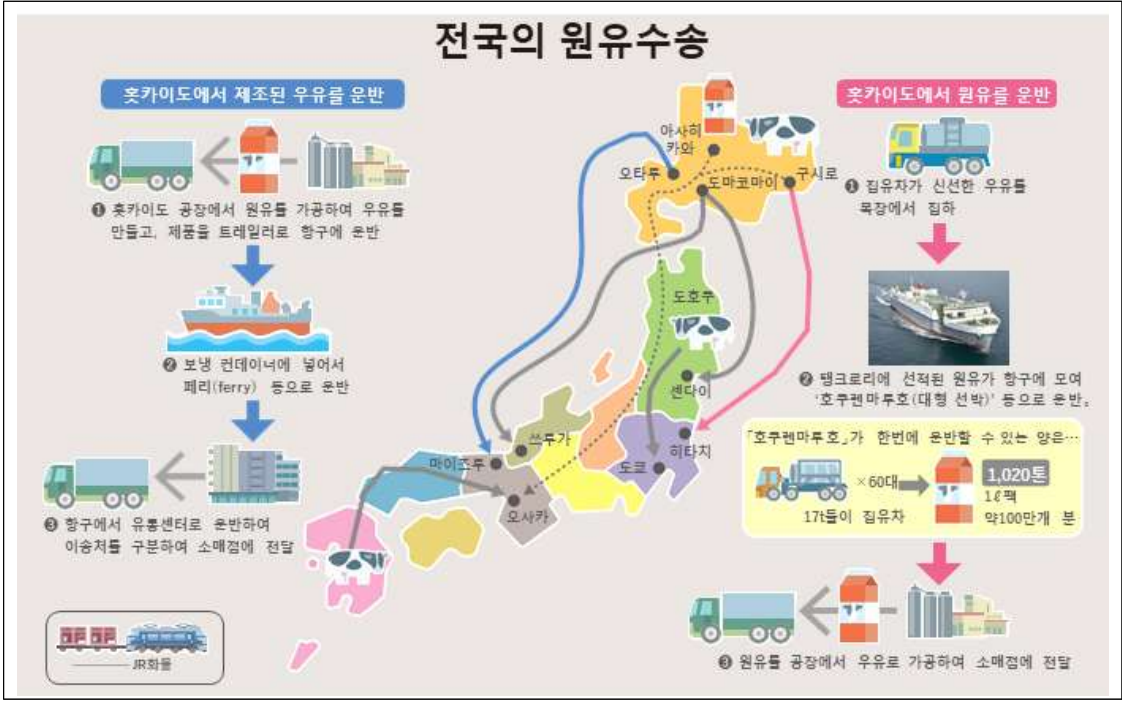 전국의 원유수송
홋카이도에서 제조된 우유를 운반
❶ 홋카이도 공장에서 원유를 가공하여 우유를
만들고, 제품을 트레일러로 항구에 운반
❷ 보냉 컨데이너에 넣어서
페리(ferry) 등으로 운반
❸ 항구에서 유통센터로 운반하여
이송처를 구분하여 소매점에 전달
JR화물
아사히
카와
오타루
도마코마이
구시로
도호쿠
센다이
히타치
도쿄
쓰루가
마이즈루
오사카
홋카이도에서 원유를 운반
❶ 집유차가 신선한 우유를
목장에서 집하
❷ 탱크로리에 선적된 원유가 항구에 모여
‘호쿠렌마루호(대형 선박)’ 등으로 운반。
「호쿠렌마루호」가 한번에 운반할 수 있는 양은…
×60대
17t들이 집유차
1,020톤
1ℓ팩
약100만개 분
❸ 원유를 공장에서 우유로 가공하여 소매점에 전달